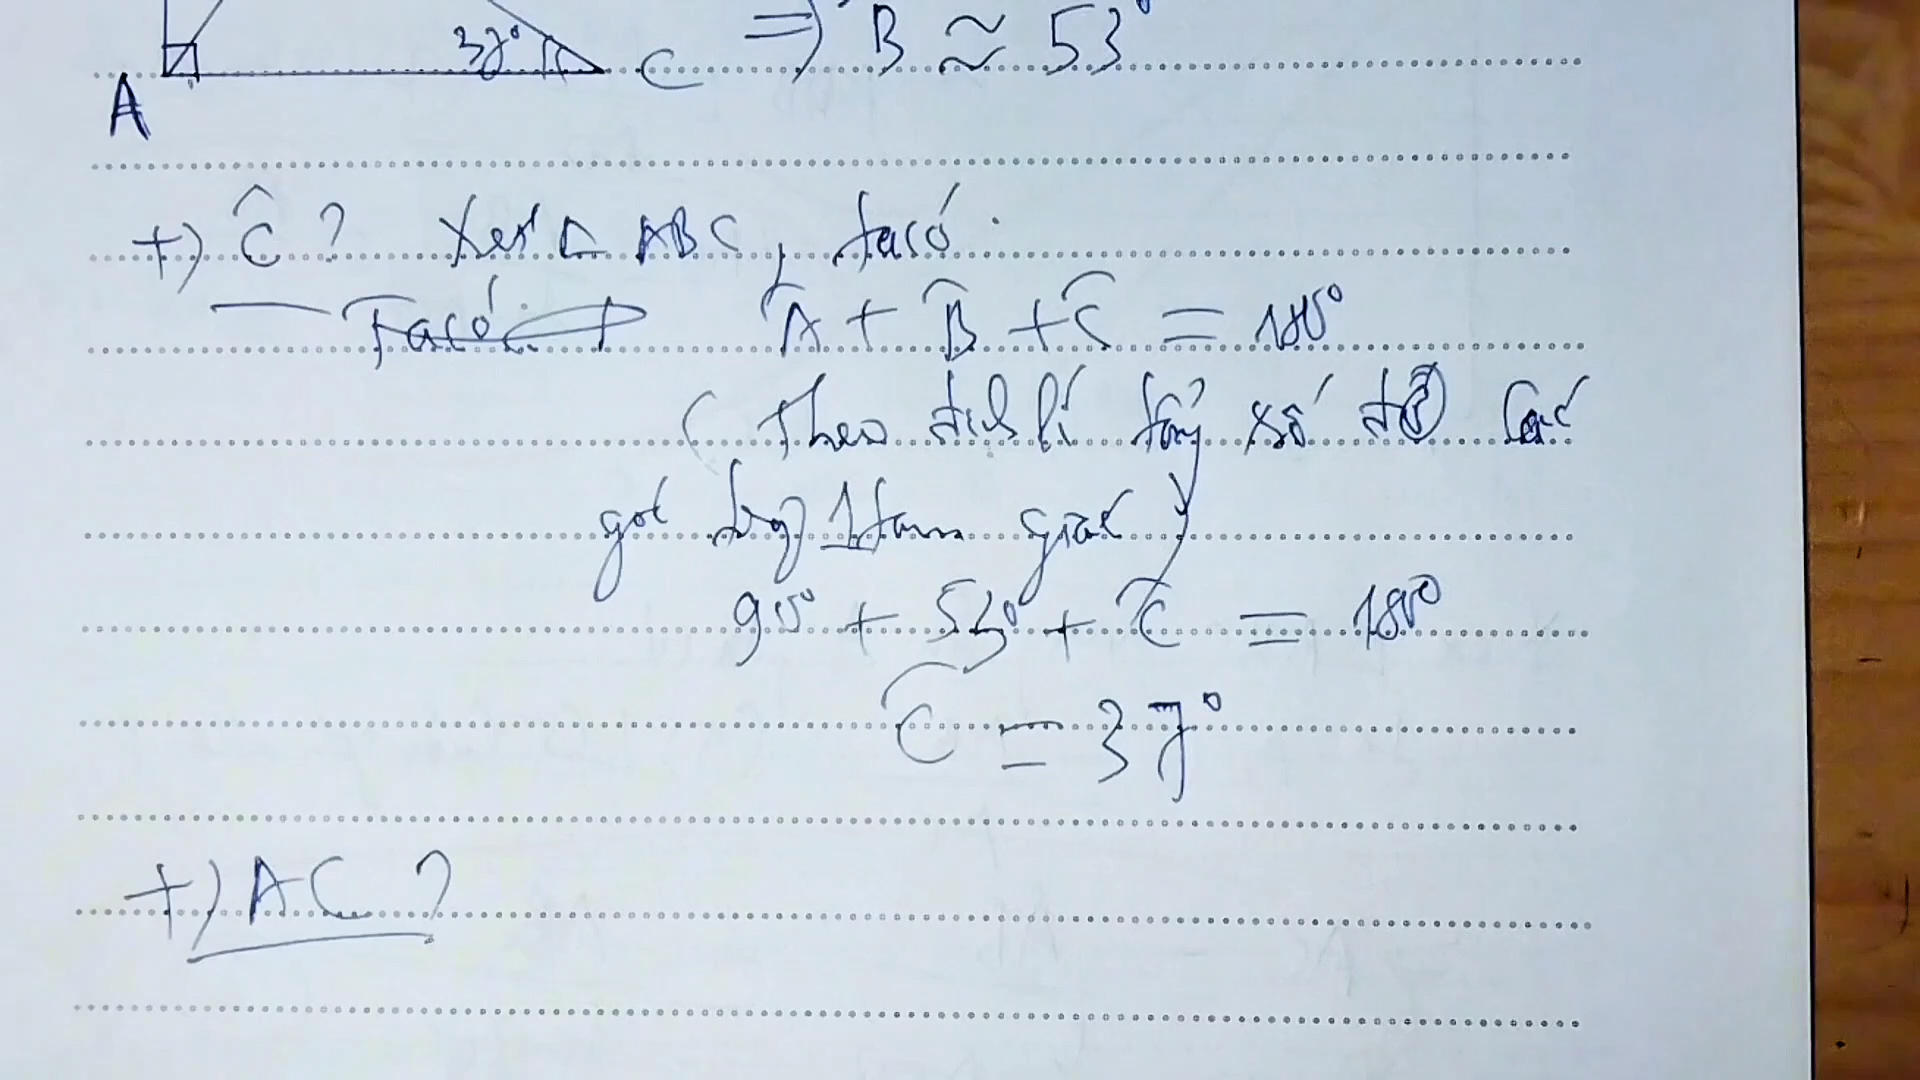 37° C => B ≈ 53°
A
+) Ĉ? Xét △ ABC, ta có:
Ta có:
Â + B̂ + Ĉ = 180°
( Theo định lí tổng số đo các
góc trong 1 tam giác )
90° + 53° + Ĉ = 180°
Ĉ = 37°
+) AC ?